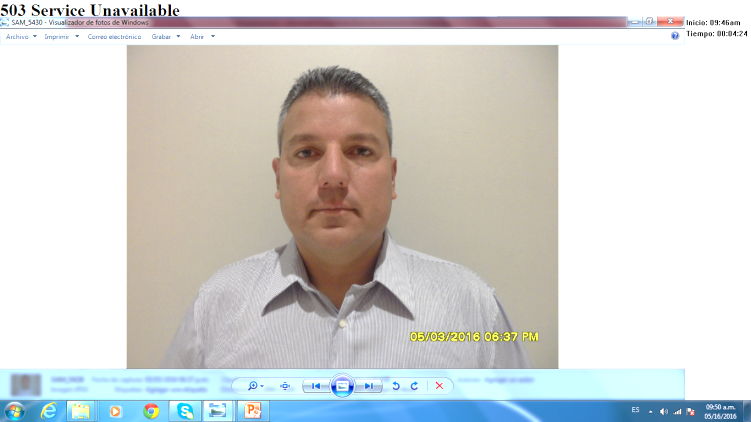 503 Service Unavailable
SAM_5430 - Visualizador de fotos de Windows
Inicio: 09:46am
Tiempo: 00:04:24
Archivo Imprimir Correo electrónico Grabar Abrir
05/03/2016 06:37 PM
ES 09:50 a.m.
05/16/2016